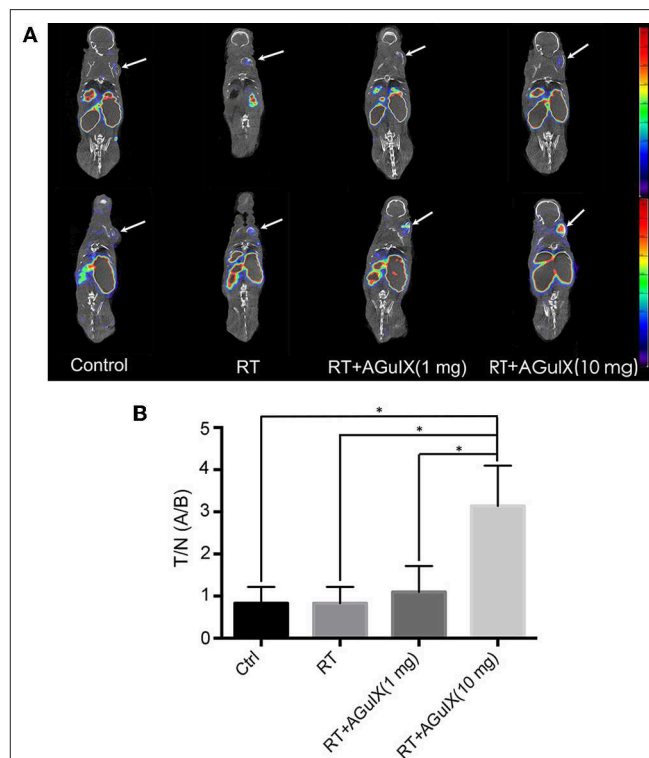 A
Control RT RT+AGuIX(1 mg) RT+AGuIX(10 mg)
B
* 
*
*
5
4
3
2
1
0
T/N (A/B)
Ctrl
RT
RT+AGuIX(1 mg)
RT+AGuIX(10 mg)